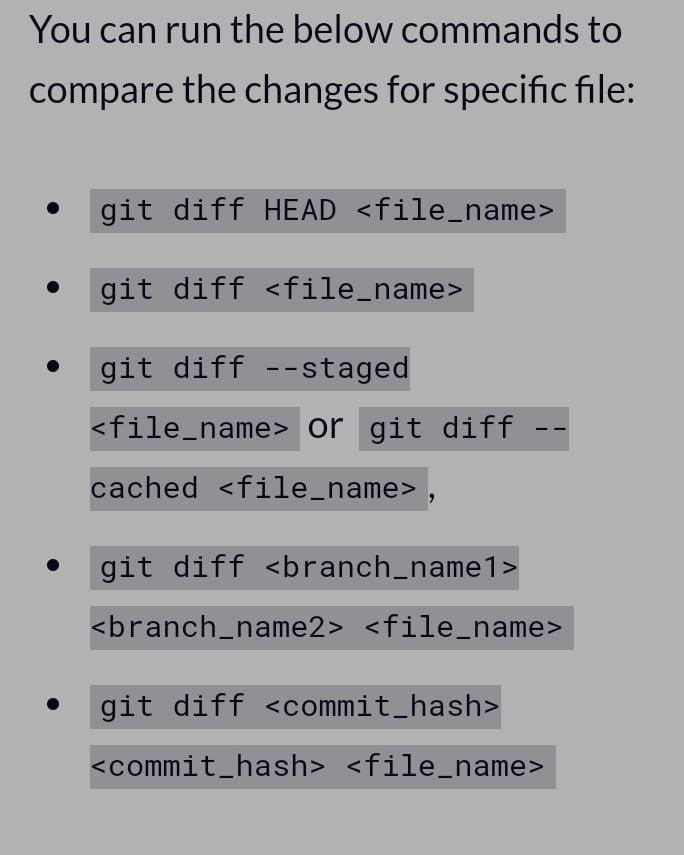 You can run the below commands to
compare the changes for specific file:
• git diff HEAD <file_name>
• git diff <file_name>
• git diff --staged
<file_name> or git diff --
cached <file_name> ,
• git diff <branch_name1>
<branch_name2> <file_name>
• git diff <commit_hash>
<commit_hash> <file_name>